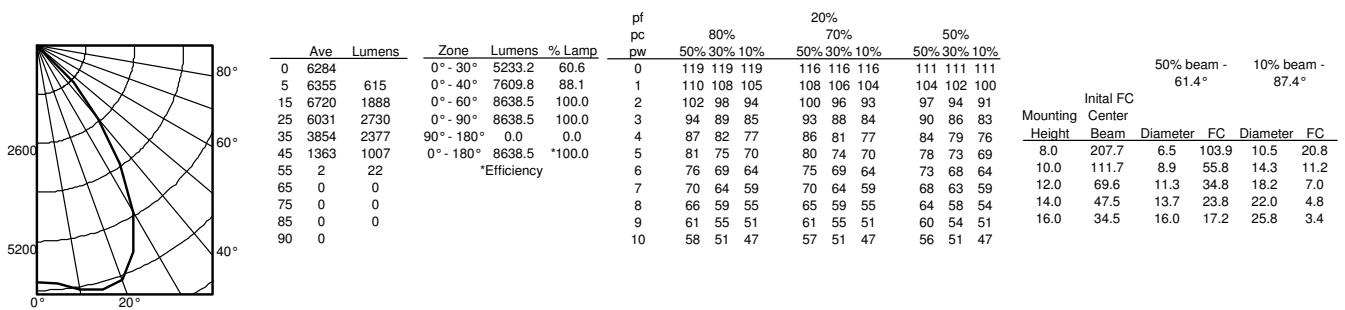 80°
60°
40°
20°
0°
2600
5200
Ave Lumens
0 6284
5 6355 615
15 6720 1888
25 6031 2730
35 3854 2377
45 1363 1007
55 2 22
65 0 0
75 0 0
85 0 0
90 0
Zone Lumens % Lamp
0° - 30° 5233.2 60.6
0° - 40° 7609.8 88.1
0° - 60° 8638.5 100.0
0° - 90° 8638.5 100.0
90° - 180° 0.0 0.0
0° - 180° 8638.5 *100.0
*Efficiency
pf 20%
pc 80% 70% 50%
pw 50% 30% 10% 50% 30% 10% 50% 30% 10%
0 119 119 119 116 116 116 111 111 111
1 110 108 105 108 106 104 104 102 100
2 102 98 94 100 96 93 97 94 91
3 94 89 85 93 88 84 90 86 83
4 87 82 77 86 81 77 84 79 76
5 81 75 70 80 74 70 78 73 69
6 76 69 64 75 69 64 73 68 64
7 70 64 59 70 64 59 68 63 59
8 66 59 55 65 59 55 64 58 54
9 61 55 51 61 55 51 60 54 51
10 58 51 47 57 51 47 56 51 47
50% beam - 10% beam -
61.4° 87.4°
Inital FC
Mounting Center
Height Beam Diameter FC Diameter FC
8.0 207.7 6.5 103.9 10.5 20.8
10.0 111.7 8.9 55.8 14.3 11.2
12.0 69.6 11.3 34.8 18.2 7.0
14.0 47.5 13.7 23.8 22.0 4.8
16.0 34.5 16.0 17.2 25.8 3.4